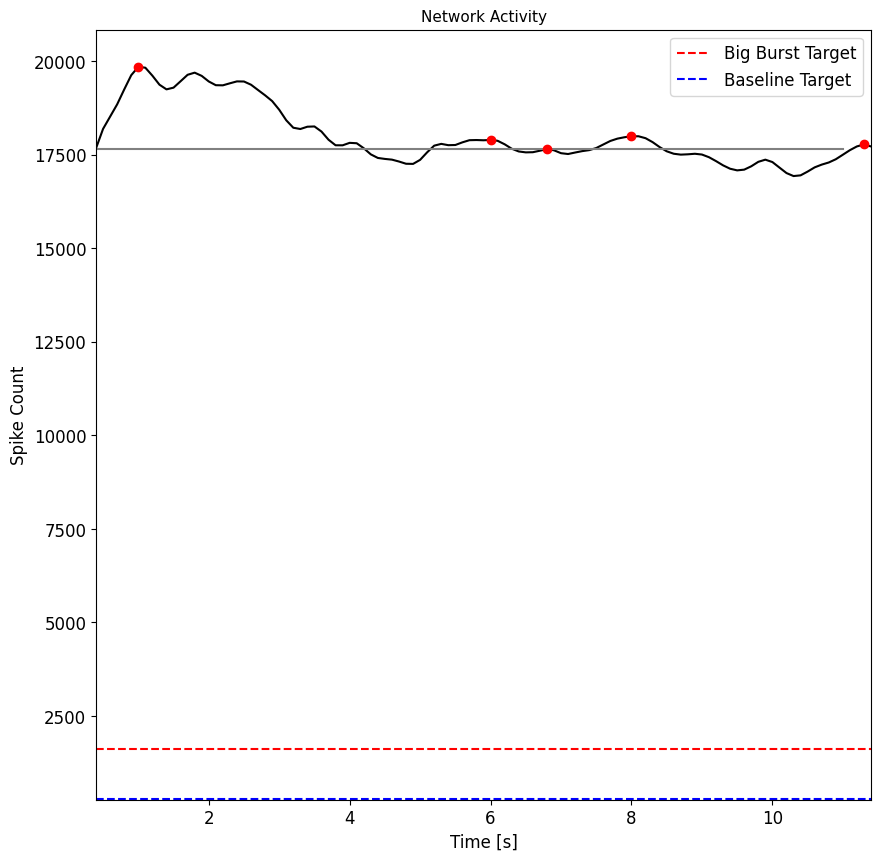 Network Activity
Big Burst Target
Baseline Target
Spike Count
20000
17500
15000
12500
10000
7500
5000
2500
2 4 6 8 10
Time [s]